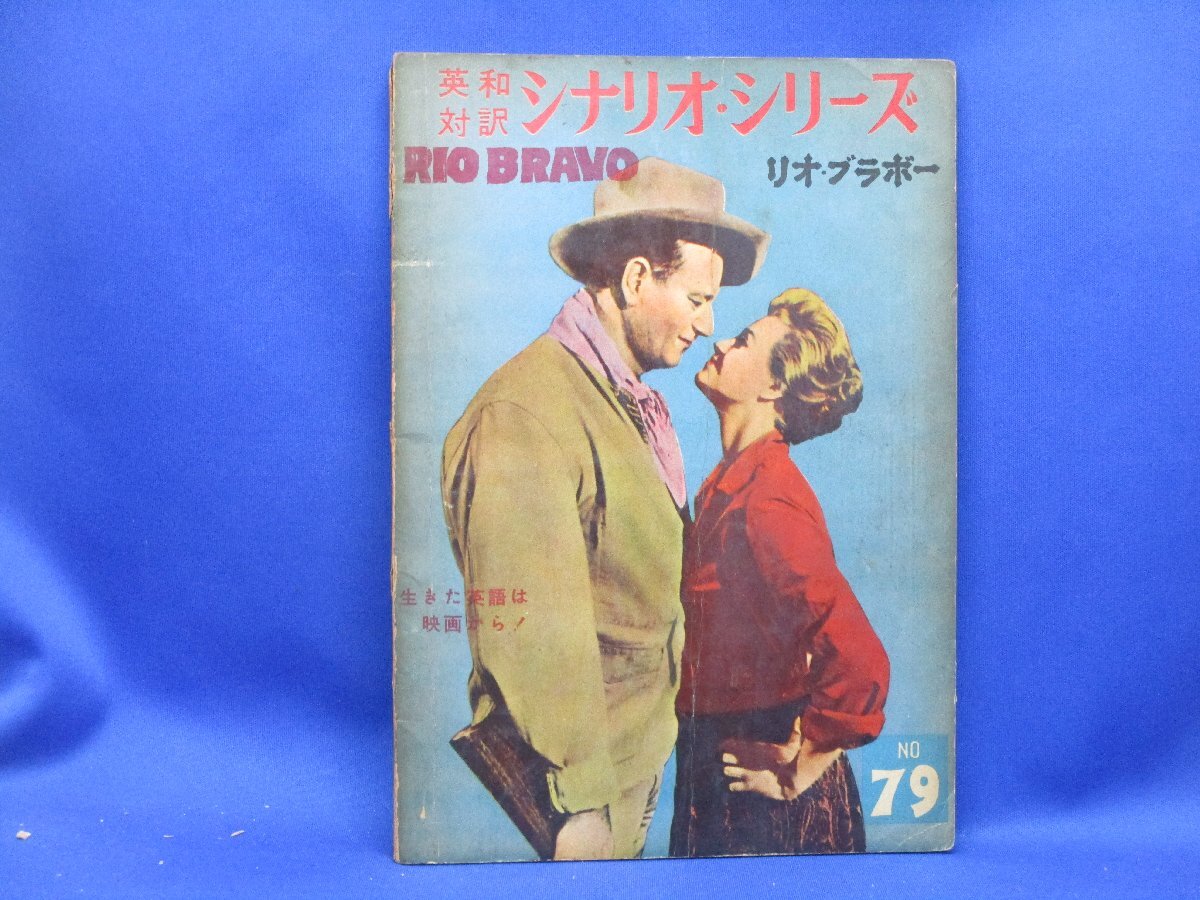 英和対訳 シナリオ・シリーズ
RIO BRAVO リオ・ブラボー
生きた英語は
映画から!
NO
79